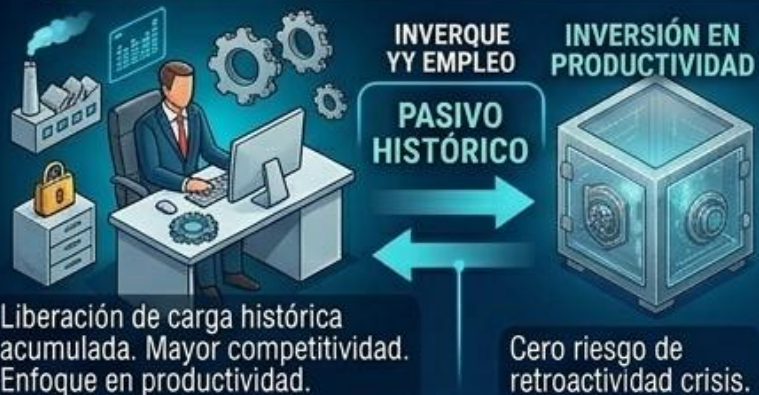 INVERQUE
YY EMPLEO
PASIVO
HISTÓRICO
INVERSIÓN EN
PRODUCTIVIDAD
Liberación de carga histórica
acumulada. Mayor competitividad.
Enfoque en productividad.
Cero riesgo de
retroactividad crisis.